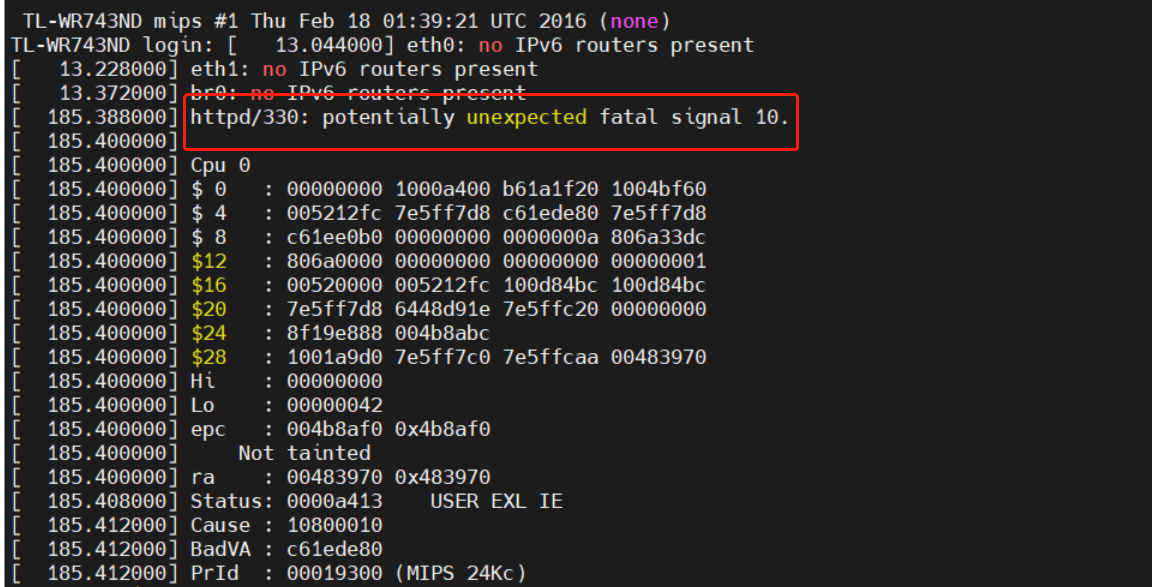 TL-WR743ND mips #1 Thu Feb 18 01:39:21 UTC 2016 (none)
TL-WR743ND login: [   13.044000] eth0: no IPv6 routers present
[   13.228000] eth1: no IPv6 routers present
[   13.372000] br0: no IPv6 routers present
[  185.388000] httpd/330: potentially unexpected fatal signal 10.
[  185.400000]
[  185.400000] Cpu 0
[  185.400000] $ 0   : 00000000 1000a400 b61a1f20 1004bf60
[  185.400000] $ 4   : 005212fc 7e5ff7d8 c61ede80 7e5ff7d8
[  185.400000] $ 8   : c61ee0b0 00000000 0000000a 806a33dc
[  185.400000] $12   : 806a0000 00000000 00000000 00000001
[  185.400000] $16   : 00520000 005212fc 100d84bc 100d84bc
[  185.400000] $20   : 7e5ff7d8 6448d91e 7e5ffc20 00000000
[  185.400000] $24   : 8f19e888 004b8abc
[  185.400000] $28   : 1001a9d0 7e5ff7c0 7e5ffcaa 00483970
[  185.400000] Hi    : 00000000
[  185.400000] Lo    : 00000042
[  185.400000] epc   : 004b8af0 0x4b8af0
[  185.400000]     Not tainted
[  185.400000] ra    : 00483970 0x483970
[  185.408000] Status: 0000a413    USER EXL IE
[  185.412000] Cause : 10800010
[  185.412000] BadVA : c61ede80
[  185.412000] PrId  : 00019300 (MIPS 24Kc)